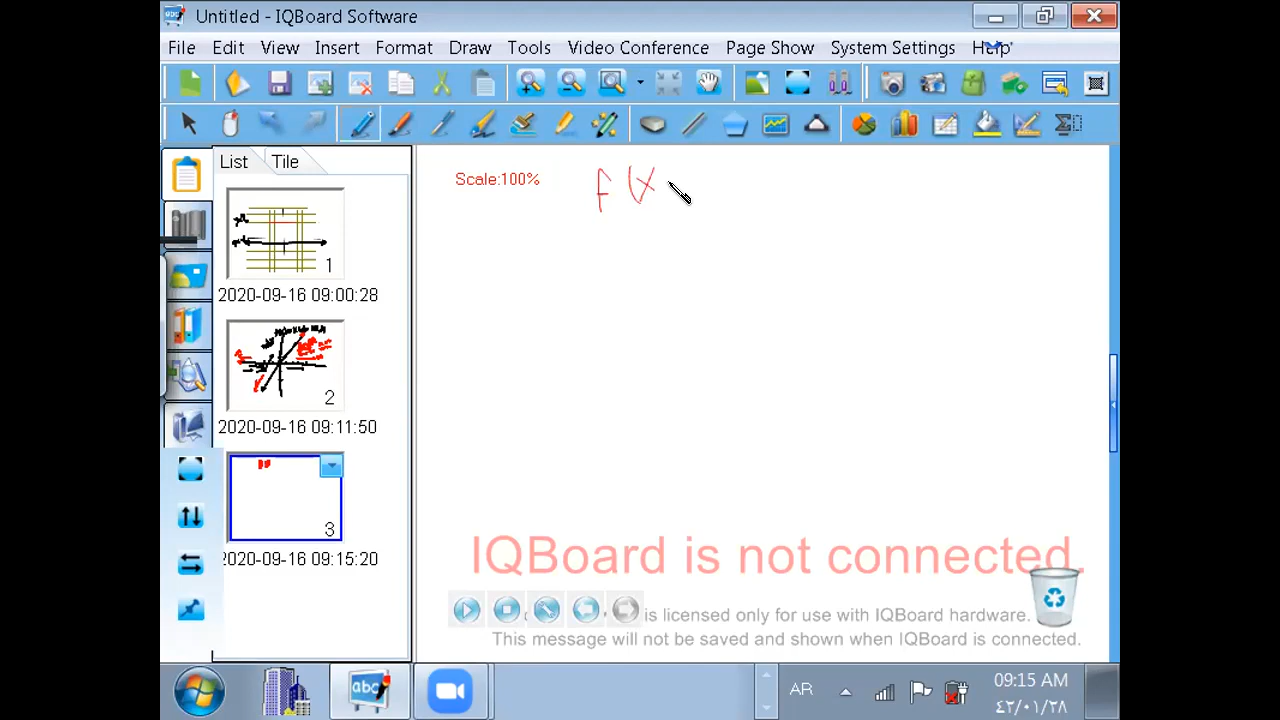 Untitled - IQBoard Software
File Edit View Insert Format Draw Tools Video Conference Page Show System Settings Help
List Tile
Scale:100%
f (x
1
2020-09-16 09:00:28
2
2020-09-16 09:11:50
3
2020-09-16 09:15:20
IQBoard is not connected.
is licensed only for use with IQBoard hardware.
This message will not be saved and shown when IQBoard is connected.
abc
AR
09:15 AM
٤٢/٠١/٢٨